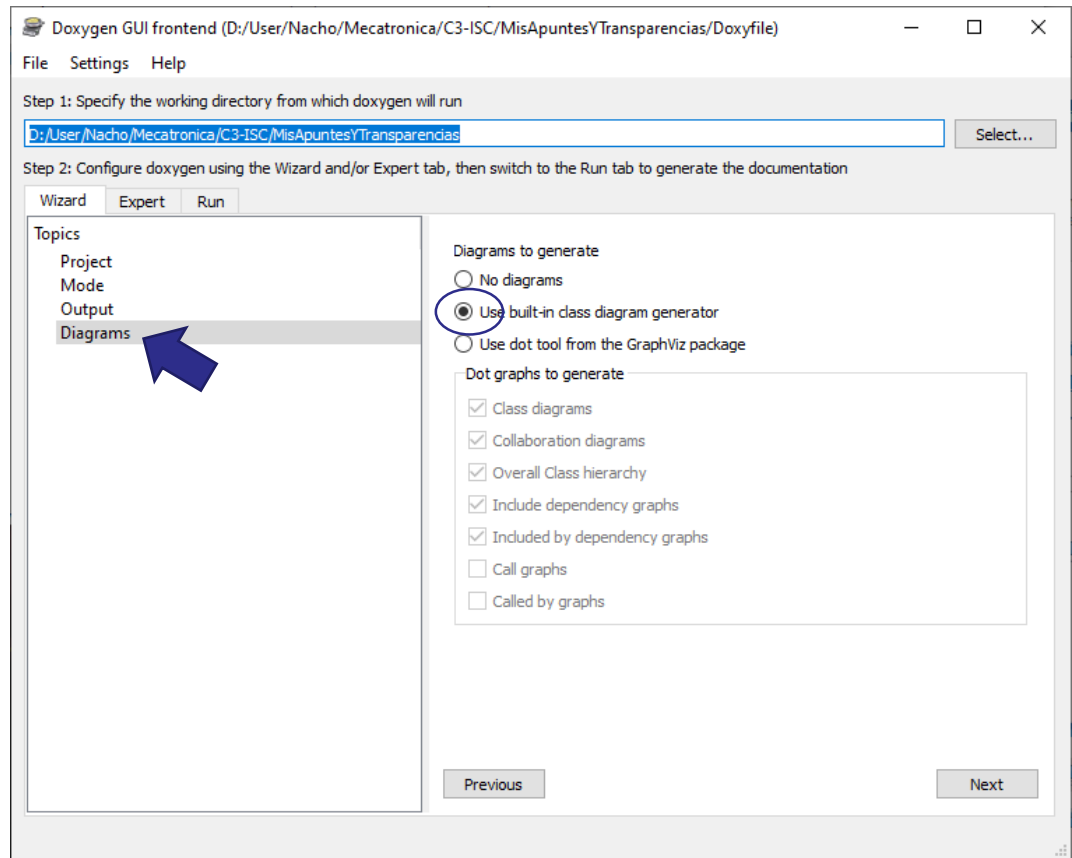 Doxygen GUI frontend (D:/User/Nacho/Mecatronica/C3-ISC/MisApuntesYTransparencias/Doxyfile)
File Settings Help
Step 1: Specify the working directory from which doxygen will run
D:/User/Nacho/Mecatronica/C3-ISC/MisApuntesYTransparencias
Select...
Step 2: Configure doxygen using the Wizard and/or Expert tab, then switch to the Run tab to generate the documentation
Wizard Expert Run
Topics
Project
Mode
Output
Diagrams
Diagrams to generate
No diagrams
Use built-in class diagram generator
Use dot tool from the GraphViz package
Dot graphs to generate
Class diagrams
Collaboration diagrams
Overall Class hierarchy
Include dependency graphs
Included by dependency graphs
Call graphs
Called by graphs
Previous Next